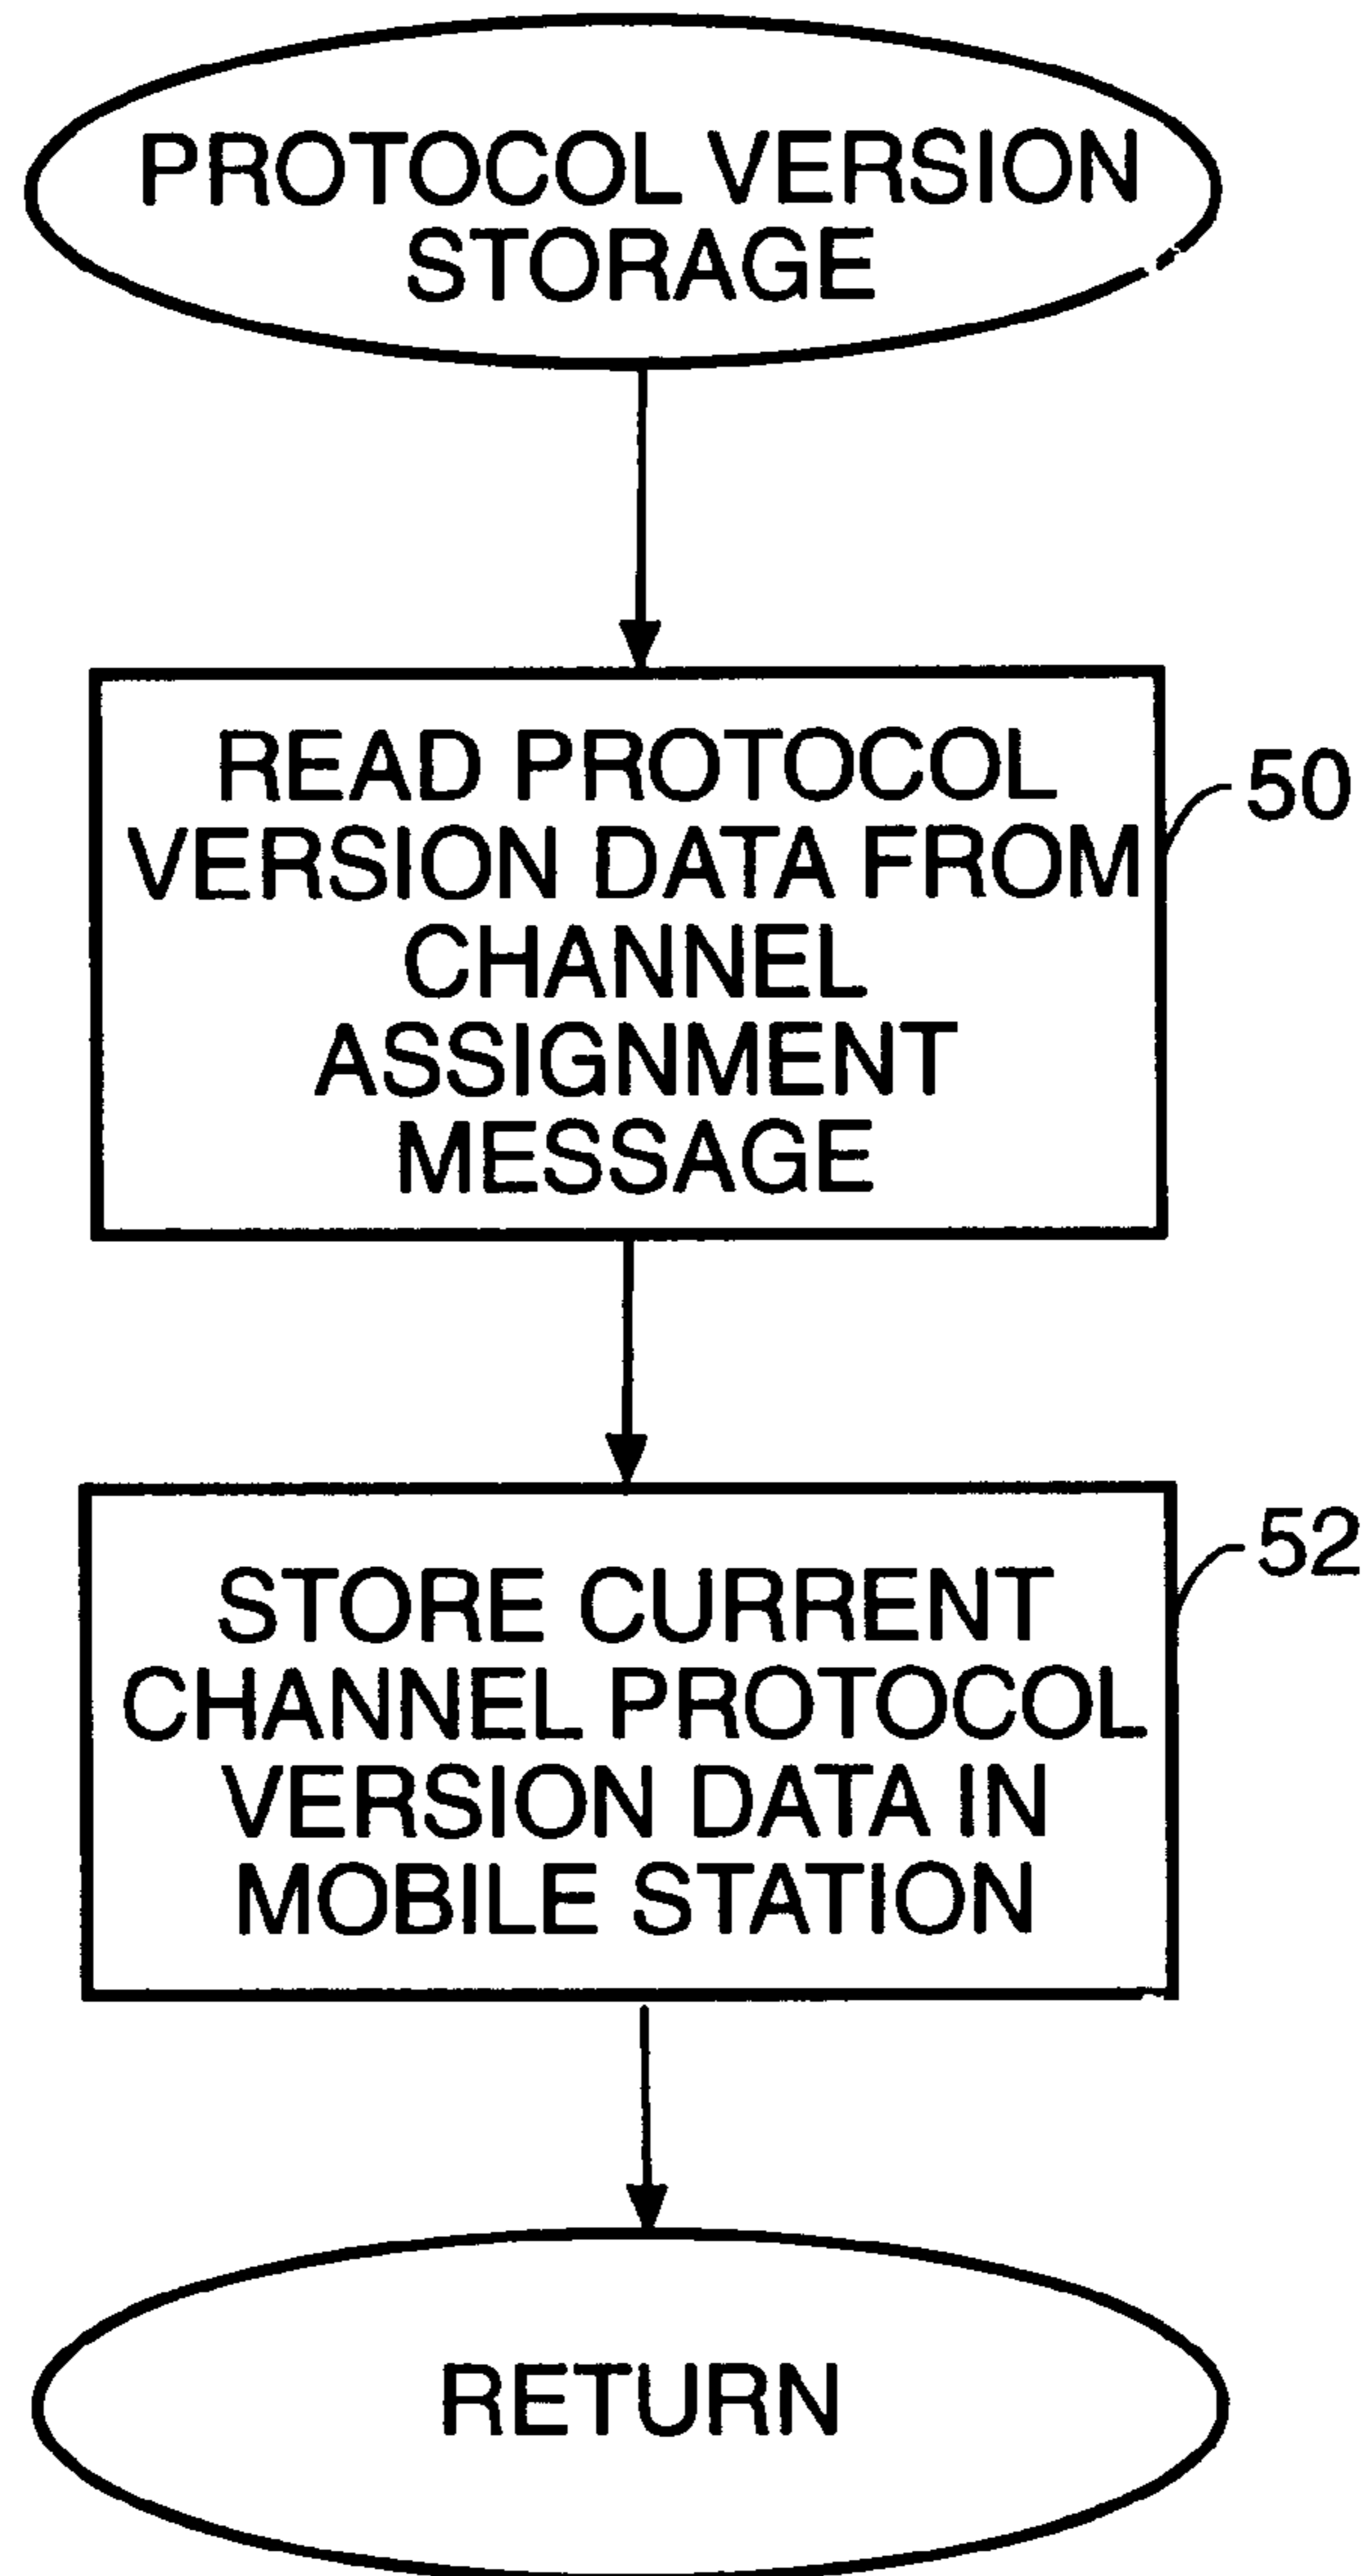 PROTOCOL VERSION
STORAGE
READ PROTOCOL
VERSION DATA FROM
CHANNEL
ASSIGNMENT
MESSAGE
50
STORE CURRENT
CHANNEL PROTOCOL
VERSION DATA IN
MOBILE STATION
52
RETURN